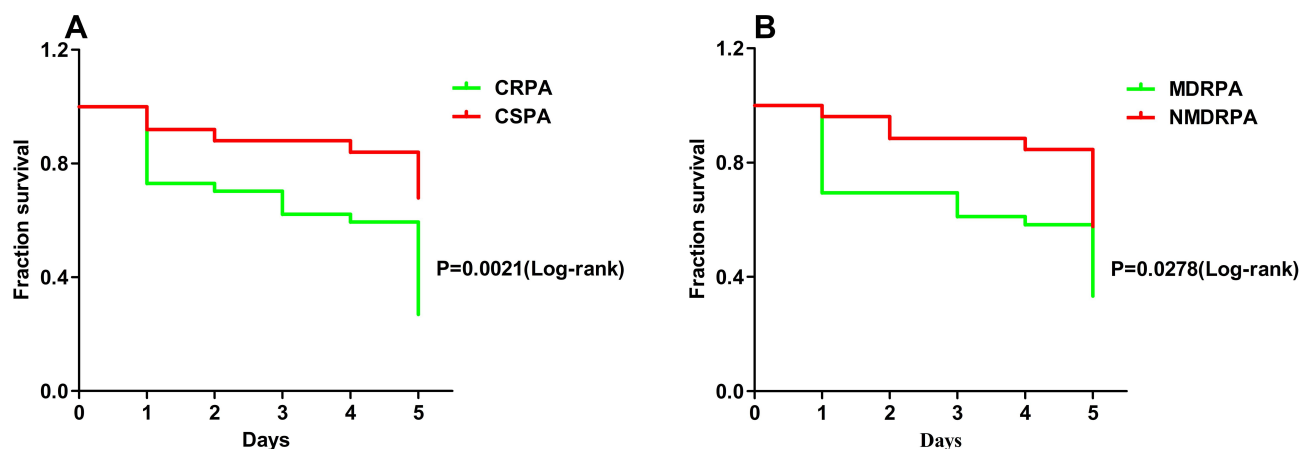 A
1.2
0.8
0.4
0.0
Fraction survival
0 1 2 3 4 5
Days
CRPA
CSPA
P=0.0021(Log-rank)
B
1.2
0.8
0.4
0.0
Fraction survival
0 1 2 3 4 5
Days
MDRPA
NMDRPA
P=0.0278(Log-rank)